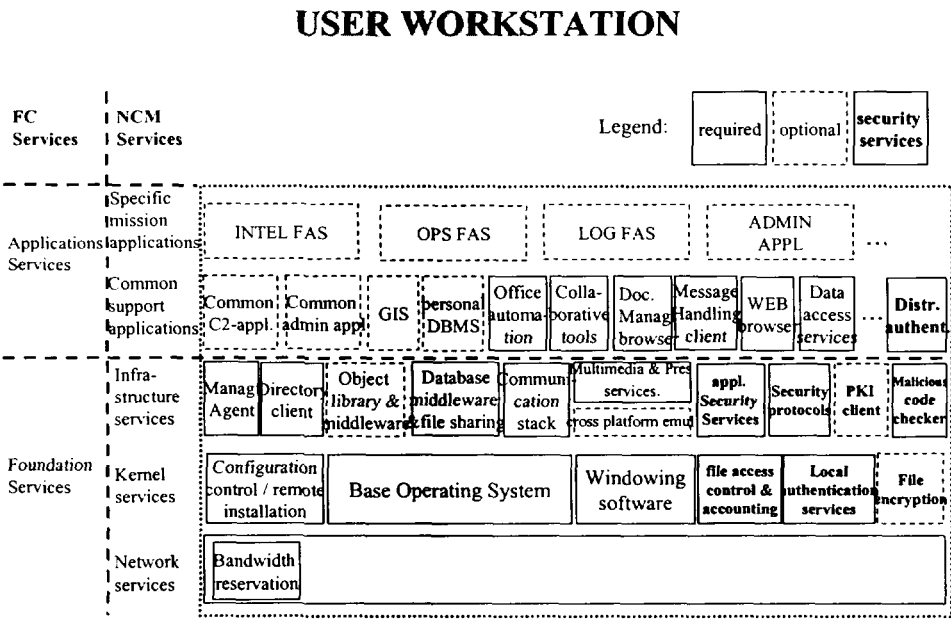 USER WORKSTATION
FC
Services
NCM
Services
Legend:
required
optional
security
services
Applications
Services
Specific
mission
applications
INTEL FAS
OPS FAS
LOG FAS
ADMIN
APPL
...
Common
support
applications
Common
C2-appl.
Common
admin appl
GIS
personal
DBMS
Office
automa-
tion
Colla-
borative
tools
Doc.
Manag
browser
Message
Handling
client
WEB
browser
Data
access
services
...
Distr.
authent.
Foundation
Services
Infra-
structure
services
Manag
Agent
Directory
client
Object
library &
middleware
Database
middleware
& file sharing
Communi
cation
stack
Multimedia & Pres
services.
cross platform emul
appl.
Security
Services
Security
protocols
PKI
client
Malicious
code
checker
Kernel
services
Configuration
control / remote
installation
Base Operating System
Windowing
software
file access
control &
accounting
Local
authentication
services
File
encryption
Network
services
Bandwidth
reservation